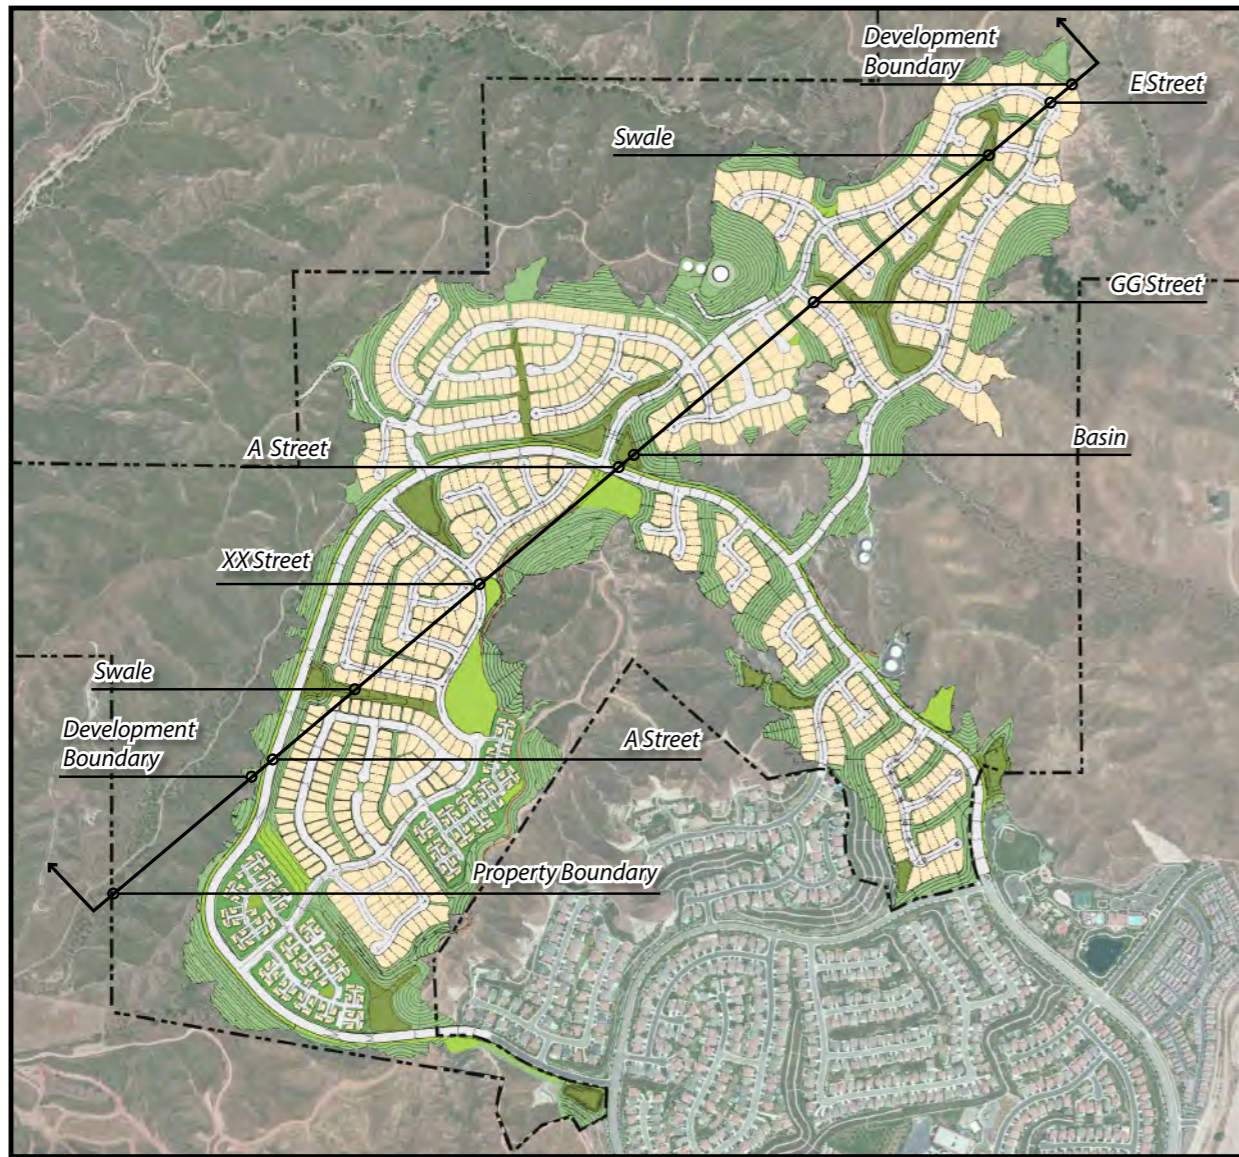 Development
Boundary
E Street
Swale
GG Street
A Street
Basin
XX Street
Swale
Development
Boundary
A Street
Property Boundary